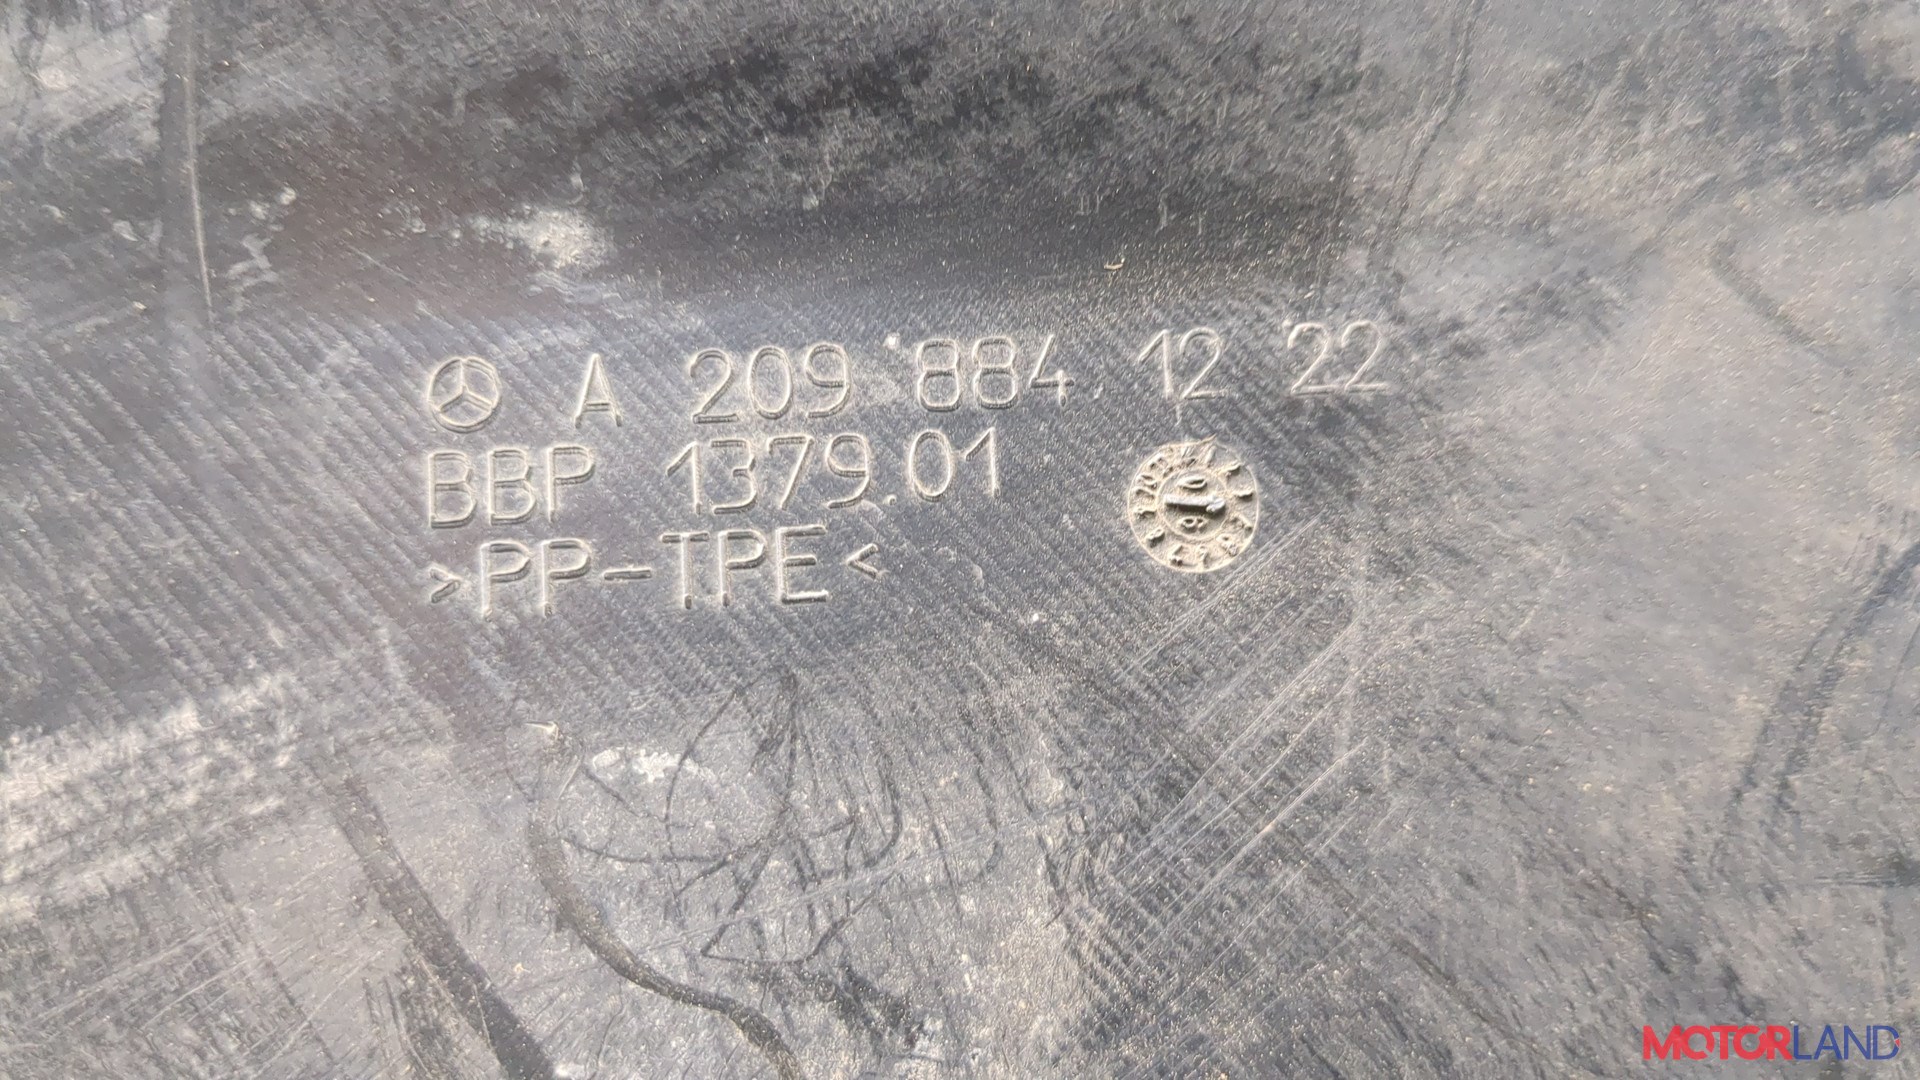 A 209 884 12 22
BBP 1379.01
>PP-TPE<
MOTORLAND